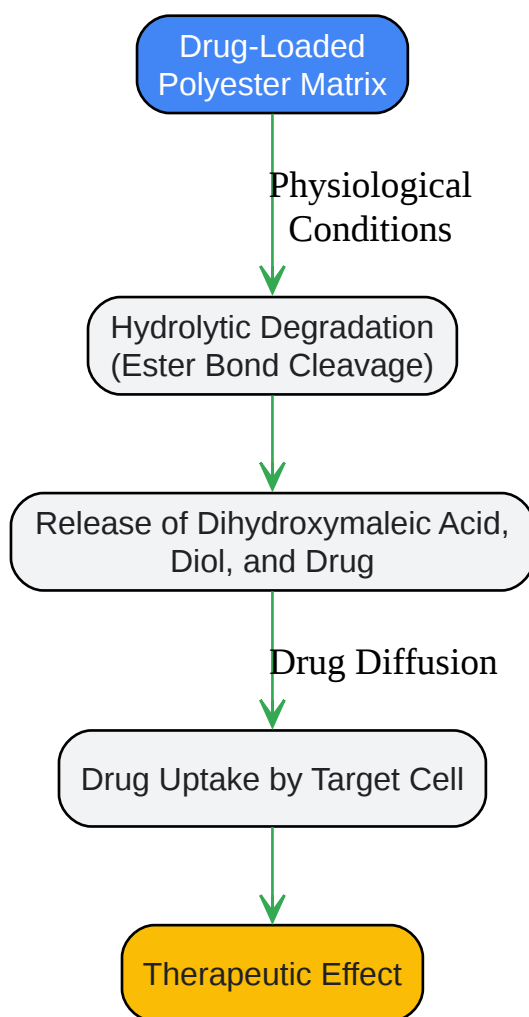 Drug-Loaded
Polyester Matrix
Physiological
Conditions
Hydrolytic Degradation
(Ester Bond Cleavage)
Release of Dihydroxymaleic Acid,
Diol, and Drug
Drug Diffusion
Drug Uptake by Target Cell
Therapeutic Effect